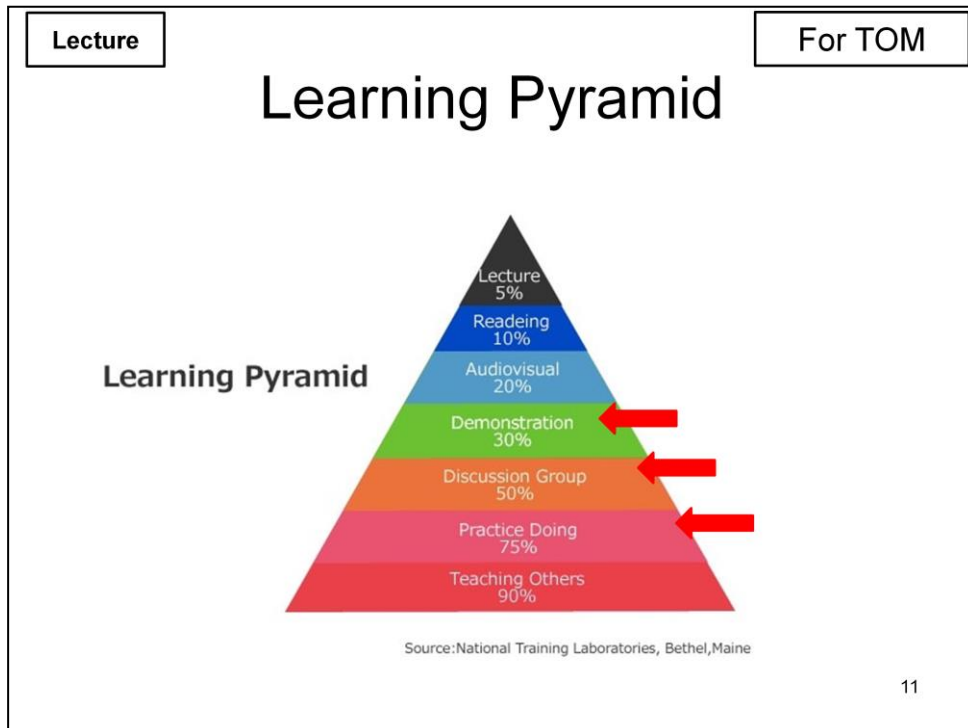 Lecture
For TOM
Learning Pyramid
Learning Pyramid
Lecture
5%
Readeing
10%
Audiovisual
20%
Demonstration
30%
Discussion Group
50%
Practice Doing
75%
Teaching Others
90%
Source:National Training Laboratories, Bethel,Maine
11